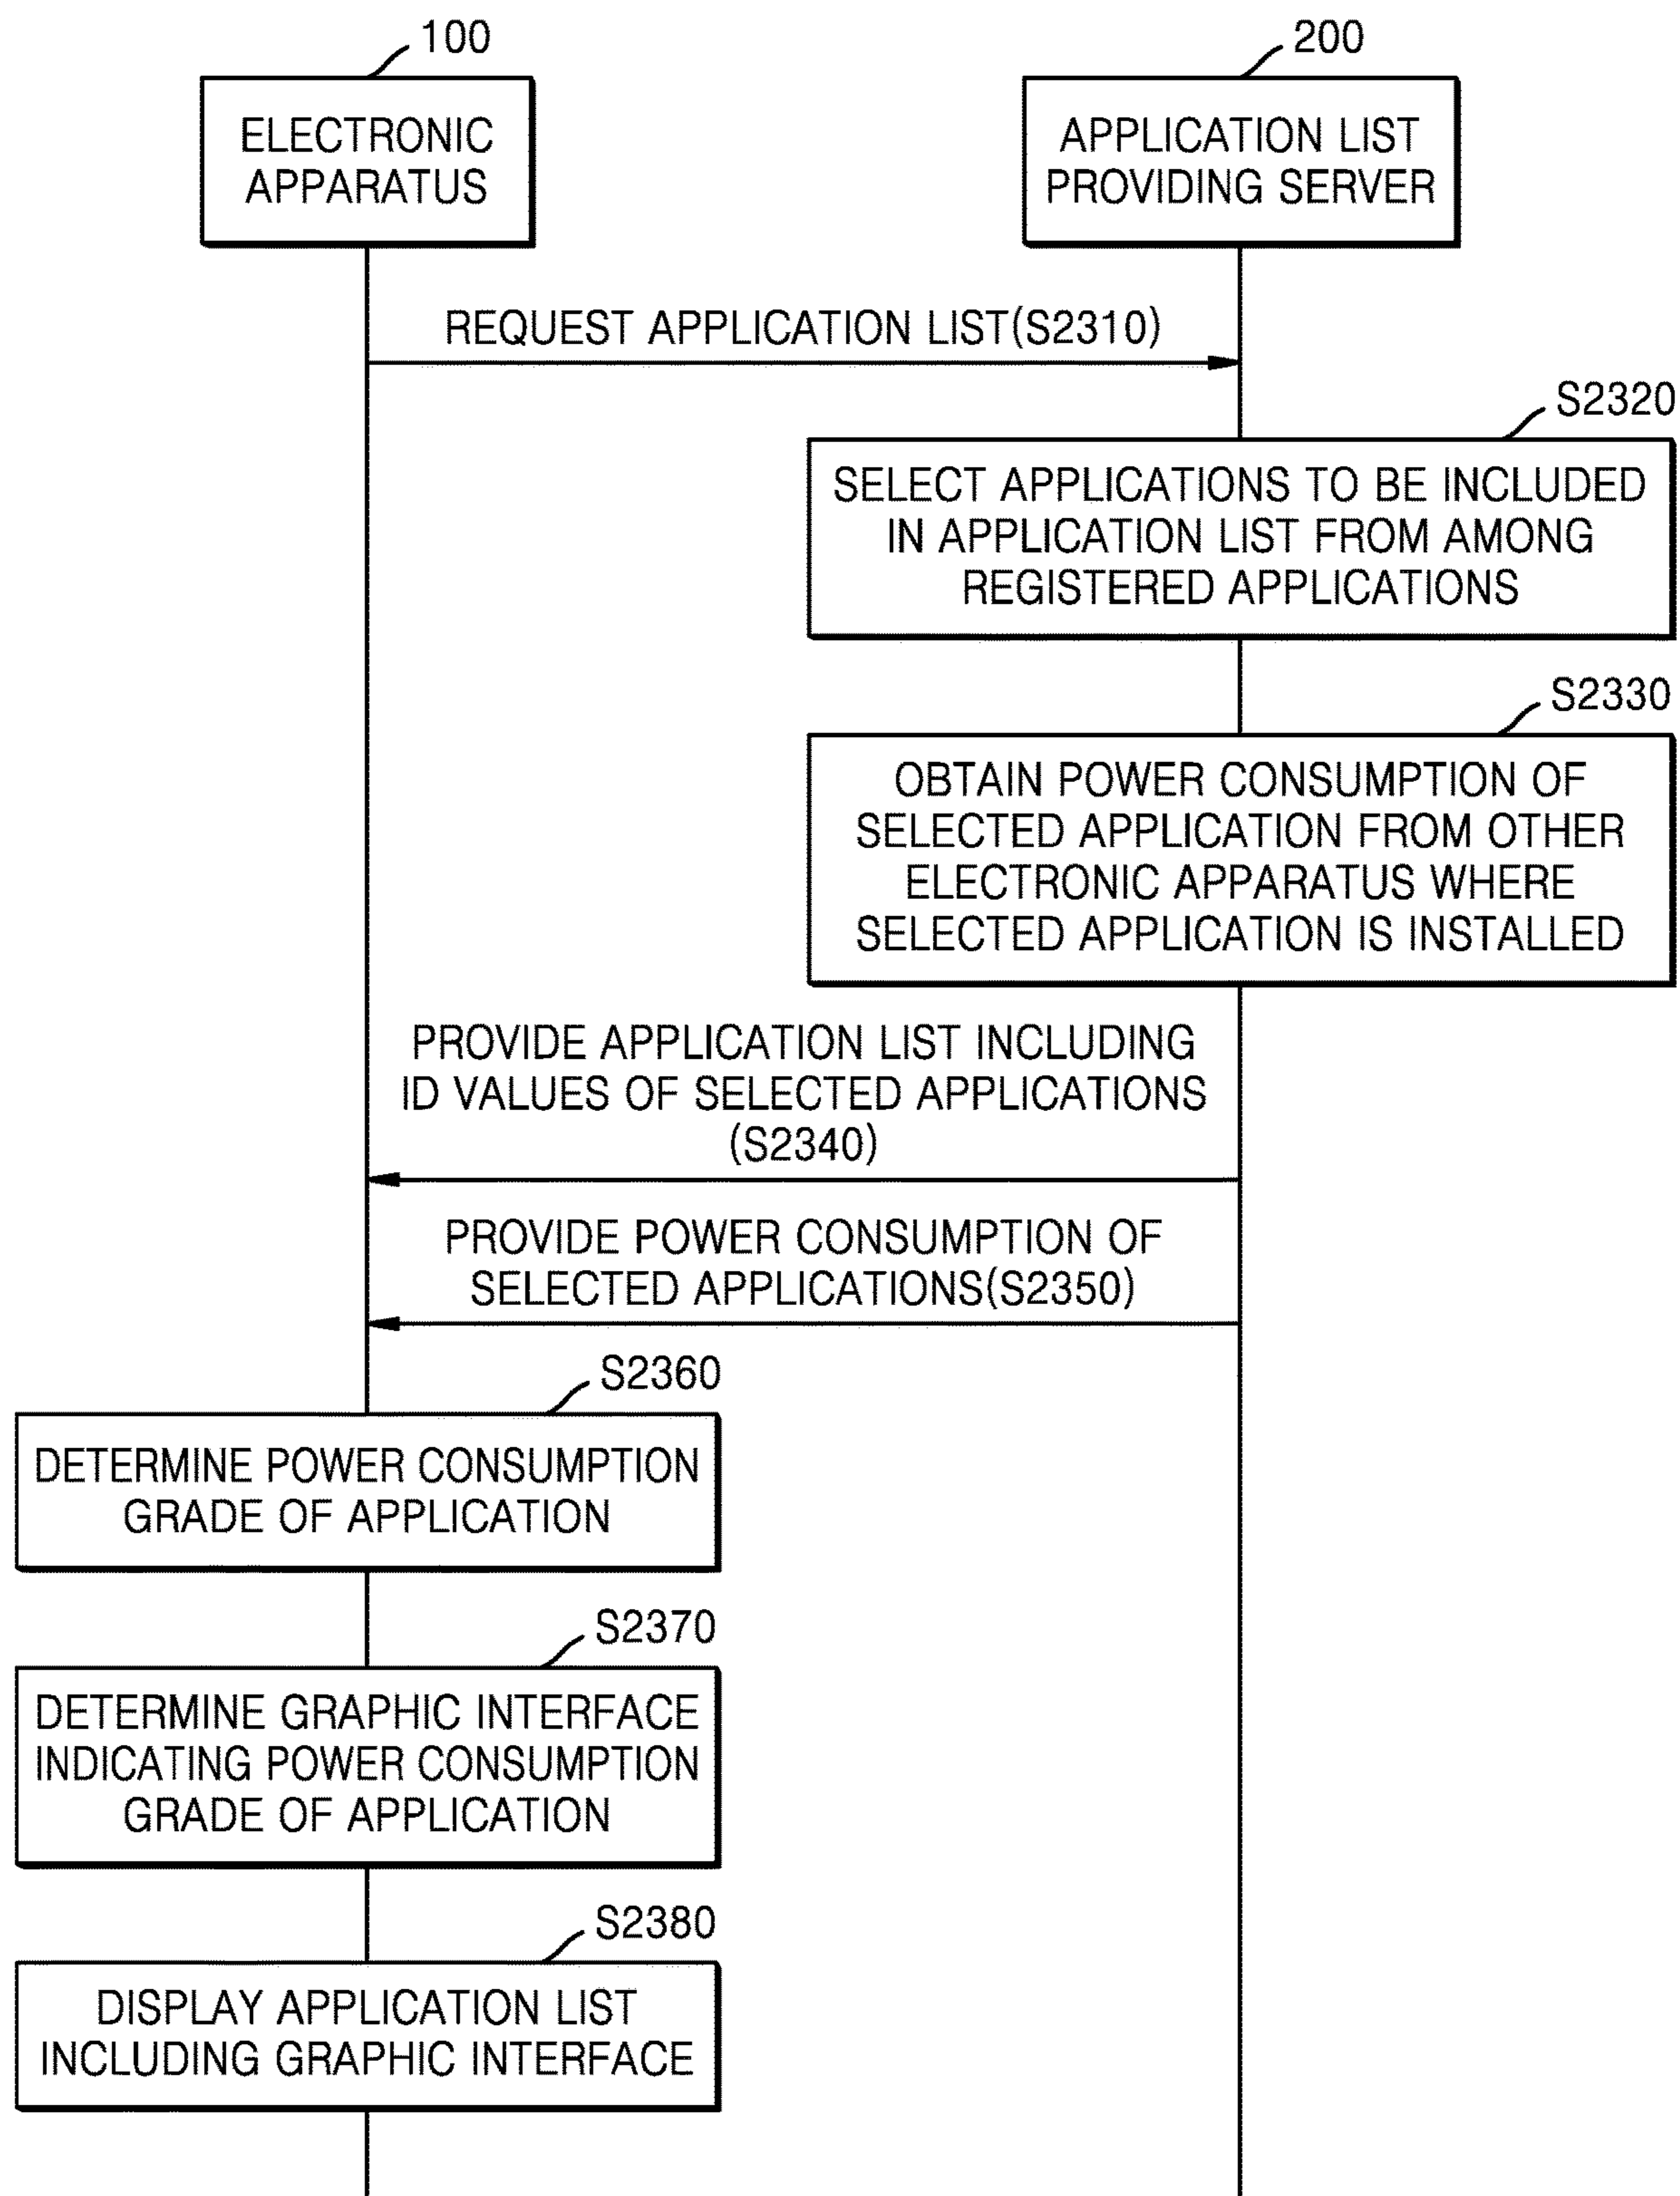 100
200
ELECTRONIC
APPARATUS
APPLICATION LIST
PROVIDING SERVER
REQUEST APPLICATION LIST(S2310)
S2320
SELECT APPLICATIONS TO BE INCLUDED
IN APPLICATION LIST FROM AMONG
REGISTERED APPLICATIONS
S2330
OBTAIN POWER CONSUMPTION OF
SELECTED APPLICATION FROM OTHER
ELECTRONIC APPARATUS WHERE
SELECTED APPLICATION IS INSTALLED
PROVIDE APPLICATION LIST INCLUDING
ID VALUES OF SELECTED APPLICATIONS
(S2340)
PROVIDE POWER CONSUMPTION OF
SELECTED APPLICATIONS(S2350)
S2360
DETERMINE POWER CONSUMPTION
GRADE OF APPLICATION
S2370
DETERMINE GRAPHIC INTERFACE
INDICATING POWER CONSUMPTION
GRADE OF APPLICATION
S2380
DISPLAY APPLICATION LIST
INCLUDING GRAPHIC INTERFACE